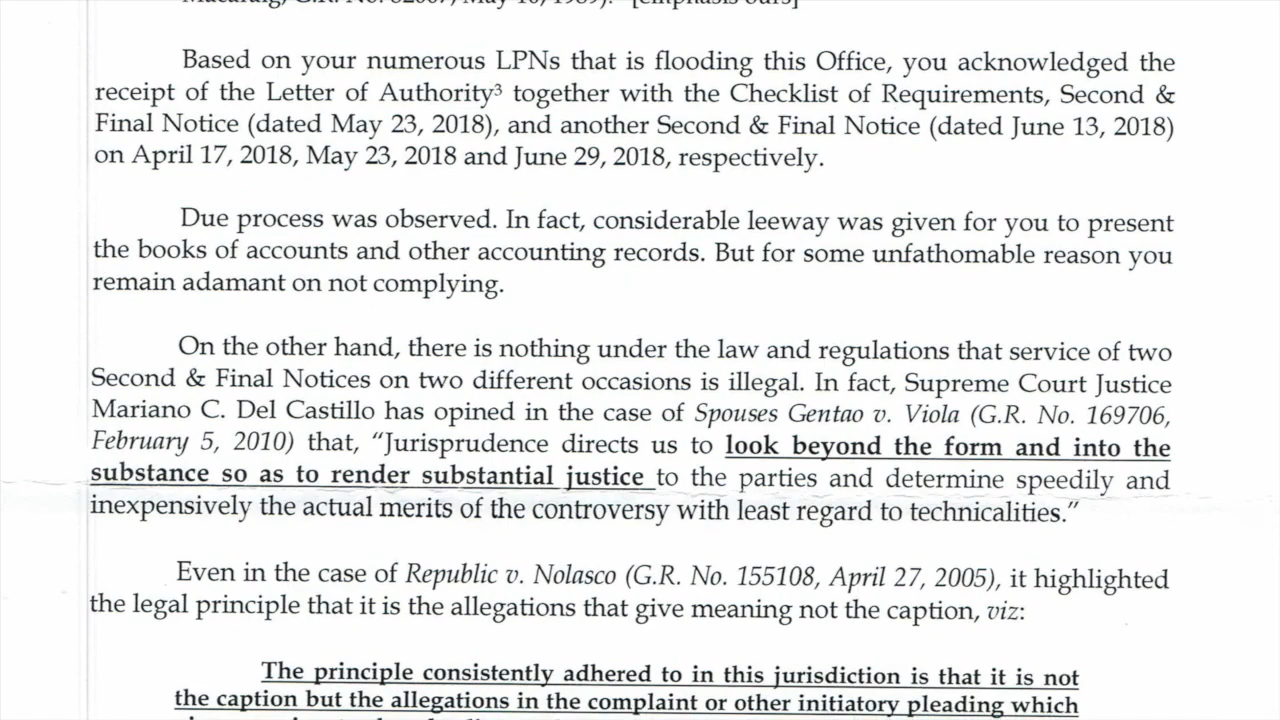 Based on your numerous LPNs that is flooding this Office, you acknowledged the
receipt of the Letter of Authority³ together with the Checklist of Requirements, Second &
Final Notice (dated May 23, 2018), and another Second & Final Notice (dated June 13, 2018)
on April 17, 2018, May 23, 2018 and June 29, 2018, respectively.
Due process was observed. In fact, considerable leeway was given for you to present
the books of accounts and other accounting records. But for some unfathomable reason you
remain adamant on not complying.
On the other hand, there is nothing under the law and regulations that service of two
Second & Final Notices on two different occasions is illegal. In fact, Supreme Court Justice
Mariano C. Del Castillo has opined in the case of Spouses Gentao v. Viola (G.R. No. 169706,
February 5, 2010) that, “Jurisprudence directs us to look beyond the form and into the
substance so as to render substantial justice to the parties and determine speedily and
inexpensively the actual merits of the controversy with least regard to technicalities.”
Even in the case of Republic v. Nolasco (G.R. No. 155108, April 27, 2005), it highlighted
the legal principle that it is the allegations that give meaning not the caption, viz:
The principle consistently adhered to in this jurisdiction is that it is not
the caption but the allegations in the complaint or other initiatory pleading which